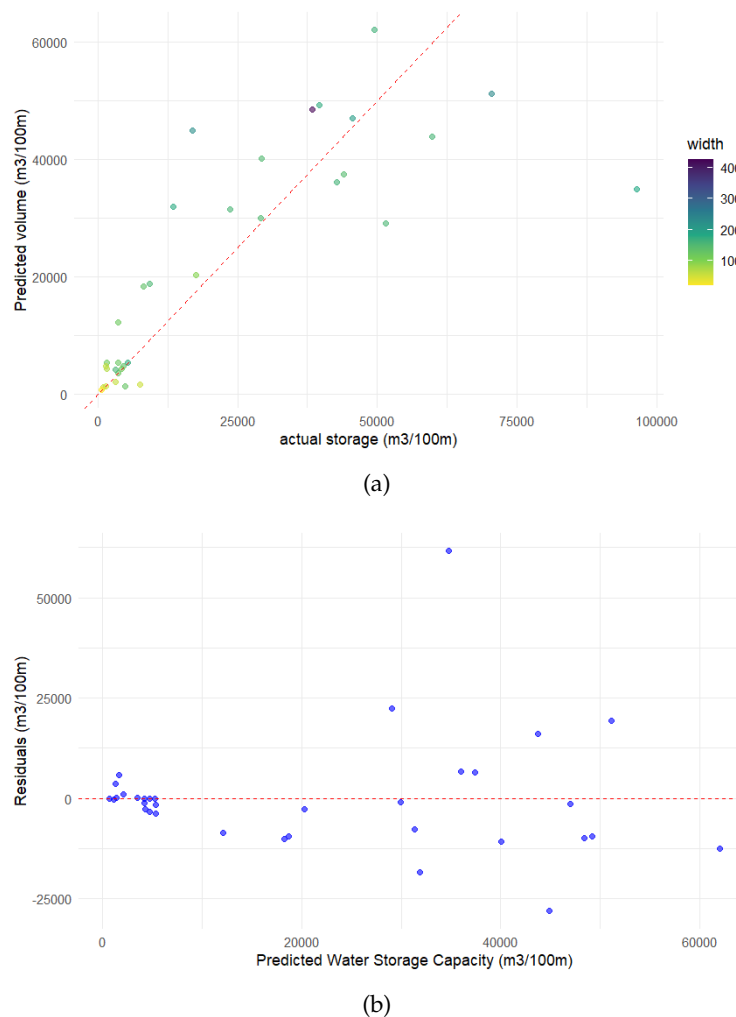 60000
40000
20000
0
Predicted volume (m3/100m)
0 25000 50000 75000 100000
actual storage (m3/100m)
width
400
300
200
100
(a)
50000
25000
0
-25000
Residuals (m3/100m)
0 20000 40000 60000
Predicted Water Storage Capacity (m3/100m)
(b)